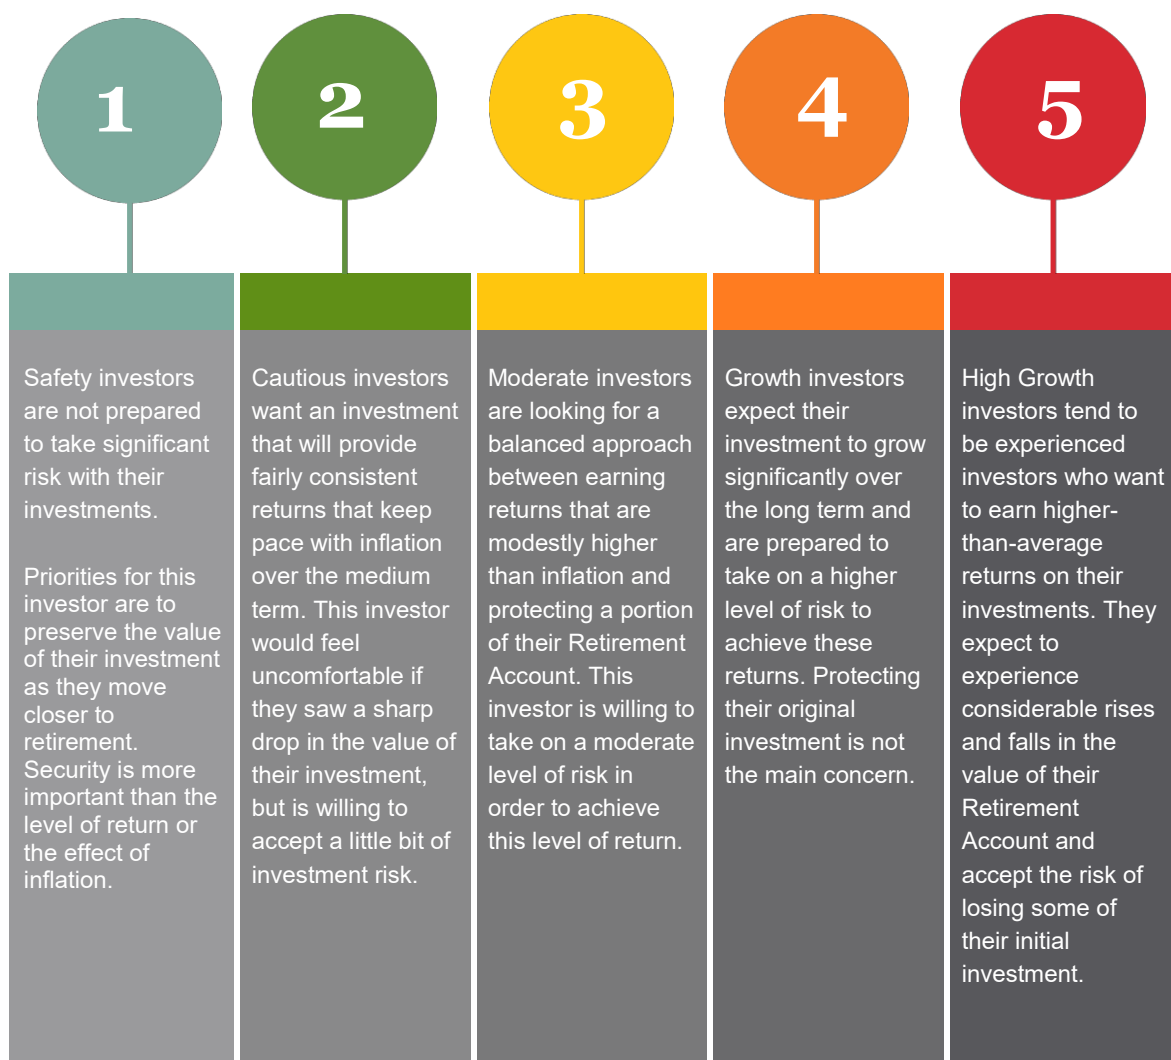 1
2
3
4
5
Safety investors
are not prepared
to take significant
risk with their
investments.
Priorities for this
investor are to
preserve the value
of their investment
as they move
closer to
retirement.
Security is more
important than the
level of return or
the effect of
inflation.
Cautious investors
want an investment
that will provide
fairly consistent
returns that keep
pace with inflation
over the medium
term. This investor
would feel
uncomfortable if
they saw a sharp
drop in the value of
their investment,
but is willing to
accept a little bit of
investment risk.
Moderate investors
are looking for a
balanced approach
between earning
returns that are
modestly higher
than inflation and
protecting a portion
of their Retirement
Account. This
investor is willing to
take on a moderate
level of risk in
order to achieve
this level of return.
Growth investors
expect their
investment to grow
significantly over
the long term and
are prepared to
take on a higher
level of risk to
achieve these
returns. Protecting
their original
investment is not
the main concern.
High Growth
investors tend to
be experienced
investors who want
to earn higher-
than-average
returns on their
investments. They
expect to
experience
considerable rises
and falls in the
value of their
Retirement
Account and
accept the risk of
losing some of
their initial
investment.